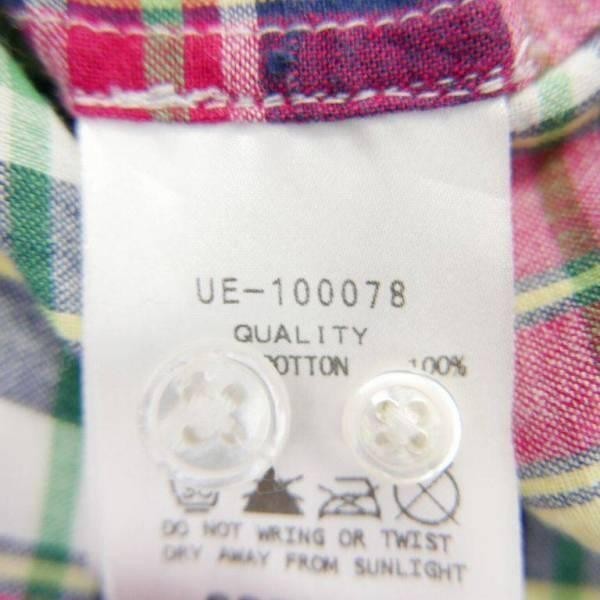 UE-100078
QUALITY
COTTON 100%
DO NOT WRING OR TWIST
DRY AWAY FROM SUNLIGHT